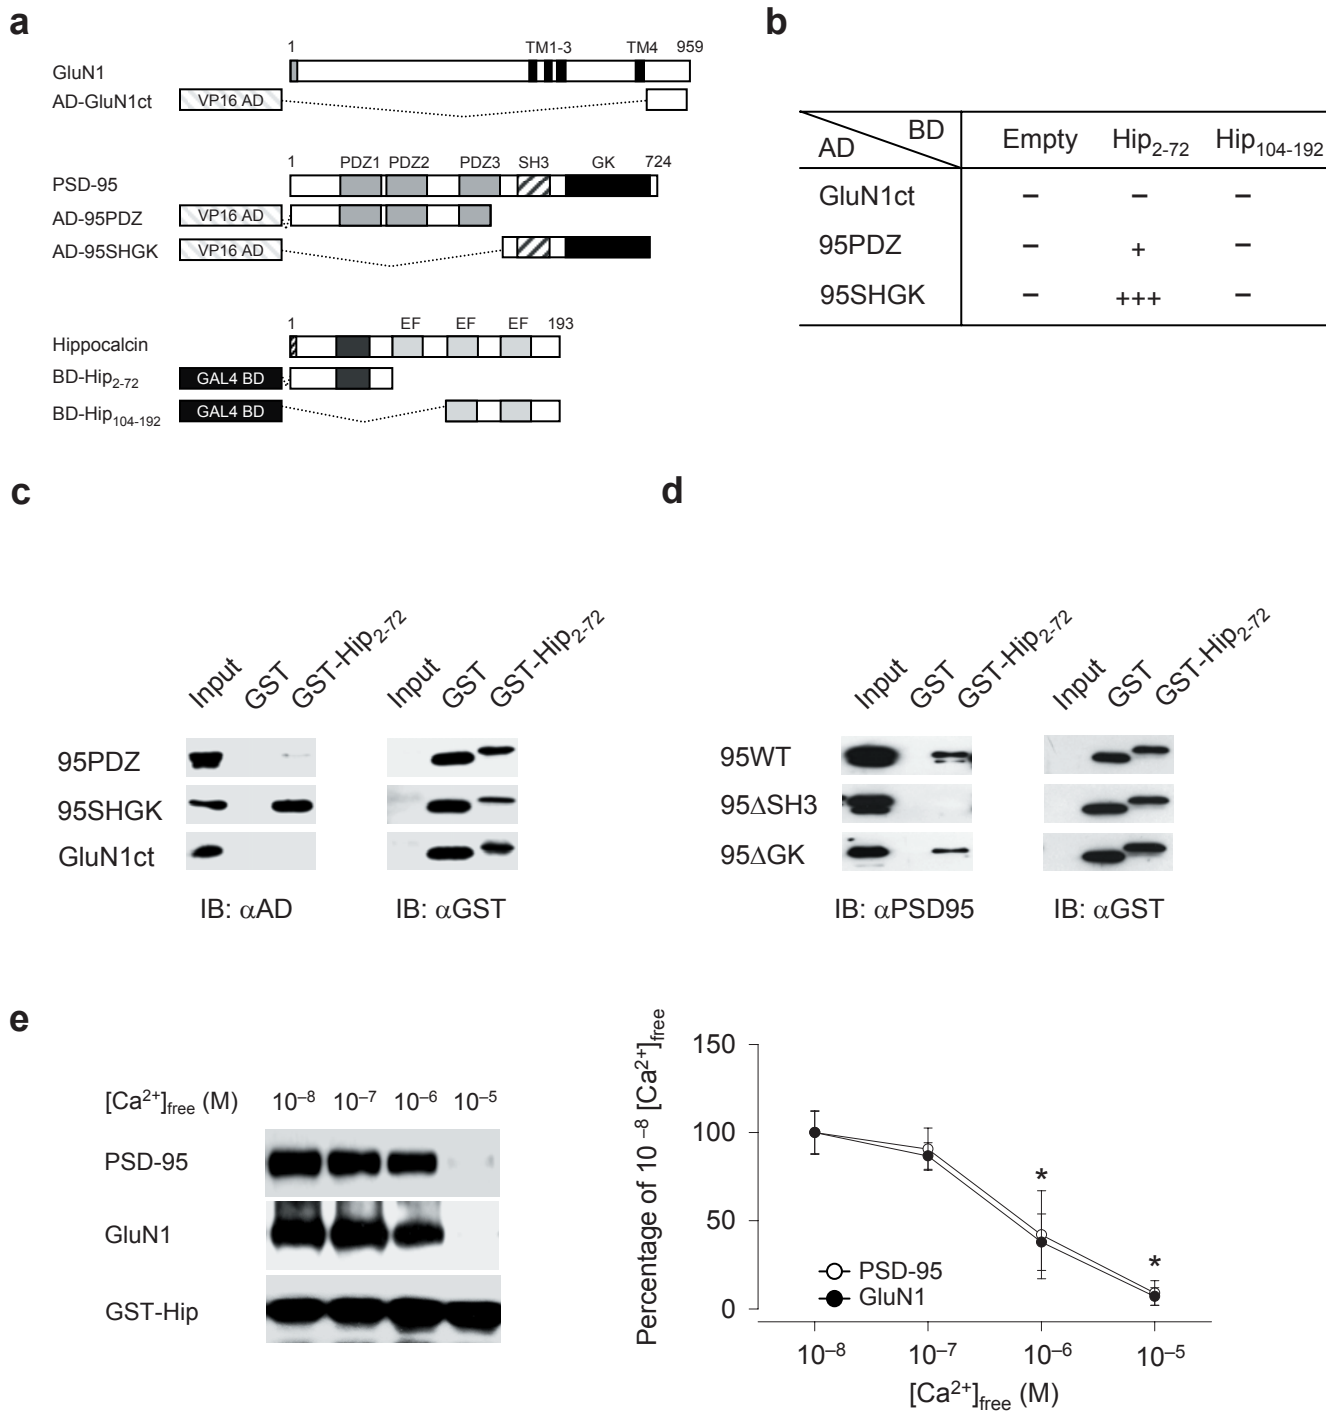 a
1 TM1-3 TM4 959
GluN1
AD-GluN1ct VP16 AD
1 PDZ1 PDZ2 PDZ3 SH3 GK 724
PSD-95
AD-95PDZ VP16 AD
AD-95SHGK VP16 AD
1 EF EF EF 193
Hippocalcin
BD-Hip2-72 GAL4 BD
BD-Hip104-192 GAL4 BD
b
AD BD Empty Hip2-72 Hip104-192
GluN1ct – – –
95PDZ – + –
95SHGK – +++ –
c
Input GST GST-Hip2-72 Input GST GST-Hip2-72
95PDZ
95SHGK
GluN1ct
IB: αAD IB: αGST
d
Input GST GST-Hip2-72 Input GST GST-Hip2-72
95WT
95ΔSH3
95ΔGK
IB: αPSD95 IB: αGST
e
[Ca2+]free (M) 10–8 10–7 10–6 10–5
PSD-95
GluN1
GST-Hip
Percentage of 10 –8 [Ca2+]free
150
100
50
0
*
*
PSD-95
GluN1
10–8 10–7 10–6 10–5
[Ca2+]free (M)